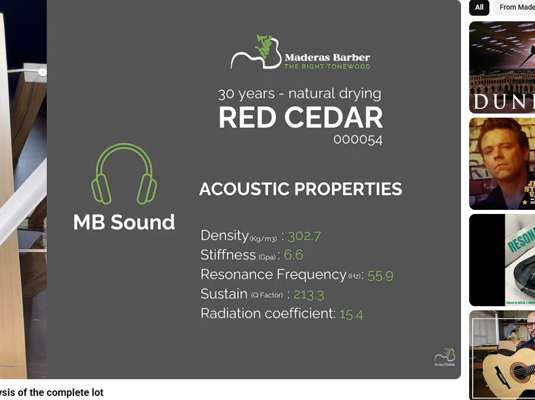 Maderas Barber
THE RIGHT TONEWOOD
30 years - natural drying
RED CEDAR
000054
ACOUSTIC PROPERTIES
MB Sound
Density (Kg/m3) : 302.7
Stiffness (Gpa) : 6.6
Resonance Frequency (Hz): 55.9
Sustain (Q Factor) : 213.3
Radiation coefficient: 15.4
ysis of the complete lot
All
From Made
DUN
RESON